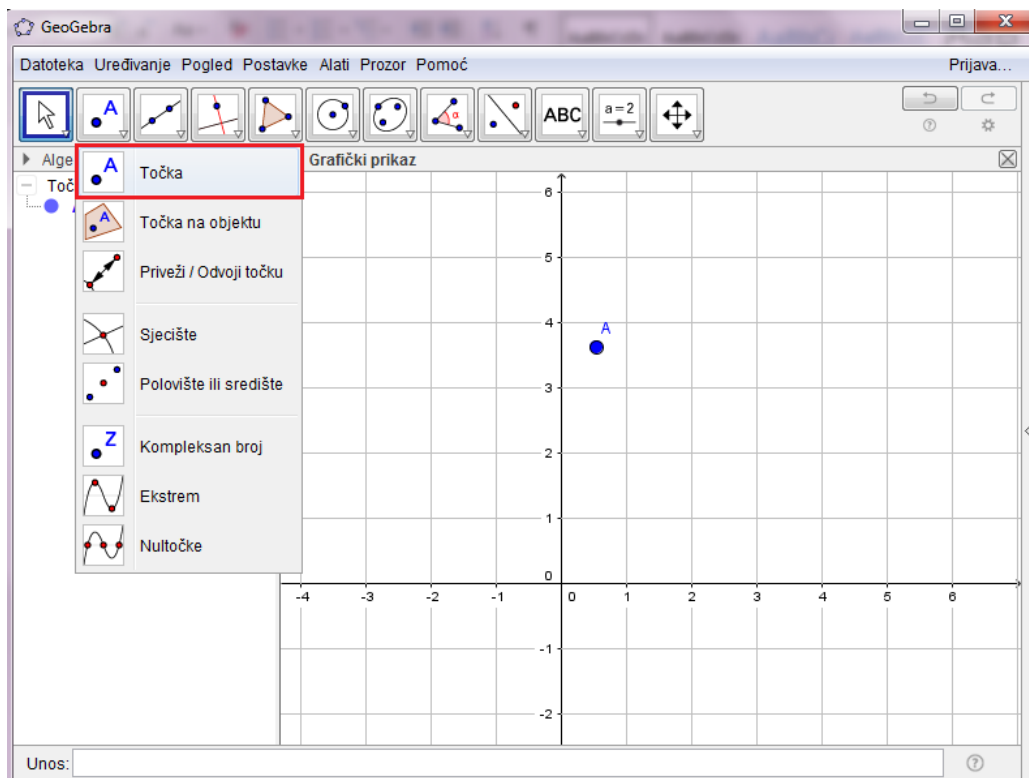 GeoGebra
Datoteka Uređivanje Pogled Postavke Alati Prozor Pomoć Prijava...
A α ABC a=2
Alge Grafički prikaz
Toč
A Točka
A Točka na objektu
Priveži / Odvoji točku
Sjecište
Polovište ili središte
Z Kompleksan broj
Ekstrem
Nultočke
6
5
4
A
3
2
1
0
-4 -3 -2 -1 0 1 2 3 4 5 6
-1
-2
Unos: